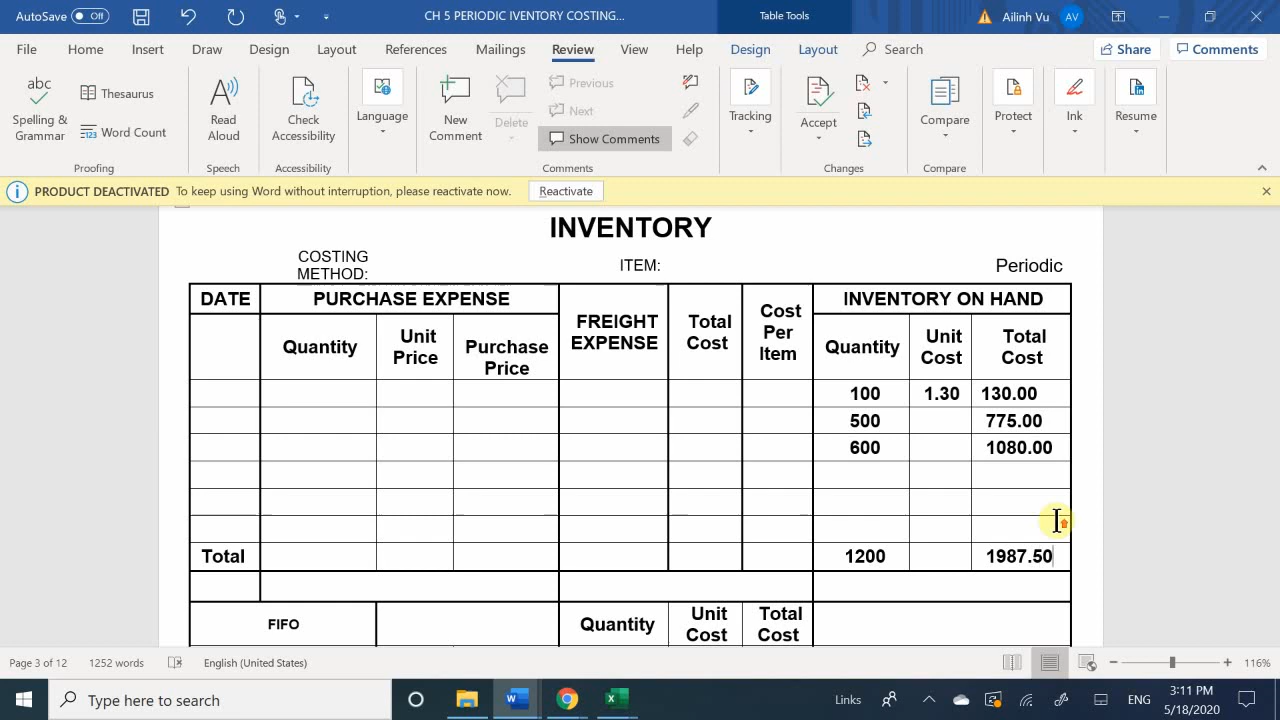 AutoSave Off
CH 5 PERIODIC INVENTORY COSTING...
Table Tools
Ailinh Vu AV
File Home Insert Draw Design Layout References Mailings Review View Help Design Layout Search Share Comments
abc
Spelling & Grammar
Thesaurus
123 Word Count
Proofing
Read Aloud
Speech
Check Accessibility
Accessibility
Language
New Comment
Delete
Previous
Next
Show Comments
Comments
Tracking
Accept
Changes
Compare
Compare
Protect
Ink
Resume
PRODUCT DEACTIVATED To keep using Word without interruption, please reactivate now. Reactivate
INVENTORY
COSTING METHOD: ITEM: Periodic
DATE PURCHASE EXPENSE FREIGHT EXPENSE Total Cost Cost Per Item INVENTORY ON HAND
Quantity Unit Price Purchase Price Quantity Unit Cost Total Cost
100 1.30 130.00
500 775.00
600 1080.00
Total 1200 1987.50
FIFO Quantity Unit Cost Total Cost
Page 3 of 12 1252 words English (United States) 116%
Type here to search Links ENG 3:11 PM
5/18/2020